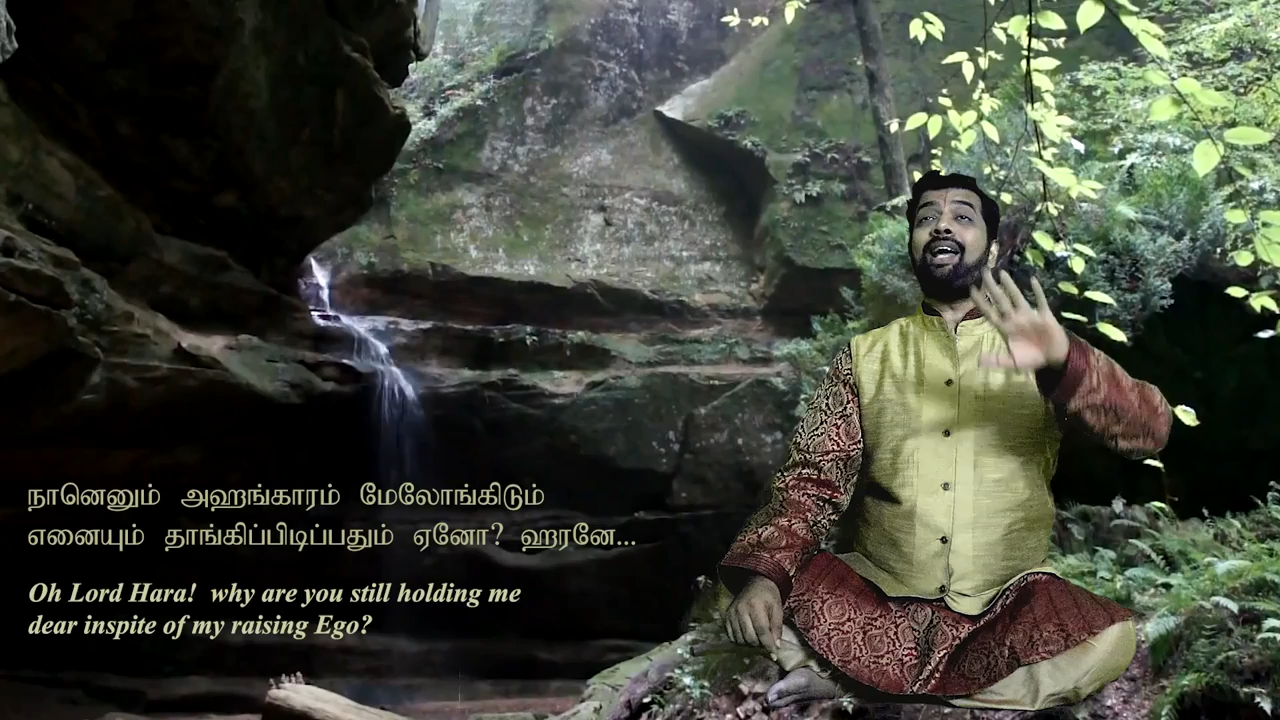 நானெனும் அஹங்காரம் மேலோங்கிடும்
எனையும் தாங்கிப்பிடிப்பதும் ஏனோ? ஹரனே...
Oh Lord Hara! why are you still holding me
dear inspite of my raising Ego?